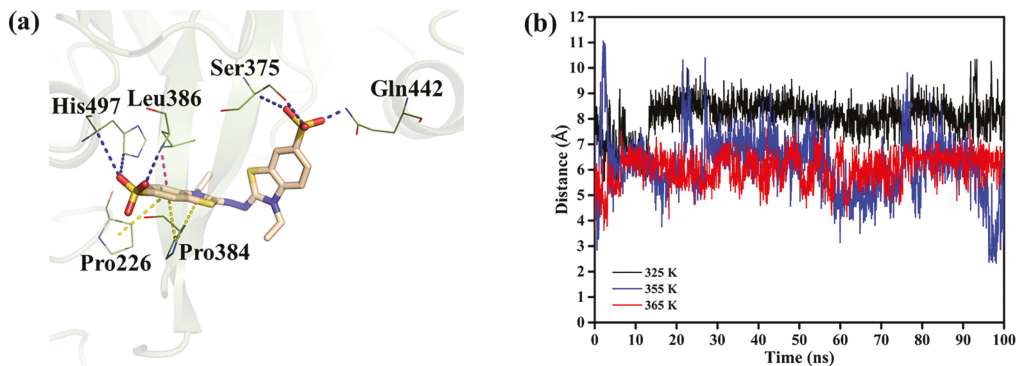 (a)
Ser375
His497
Leu386
Gln442
Pro226
Pro384
(b)
12
11
10
9
8
7
6
5
4
3
2
1
0
Distance (Å)
325 K
355 K
365 K
0 10 20 30 40 50 60 70 80 90 100
Time (ns)